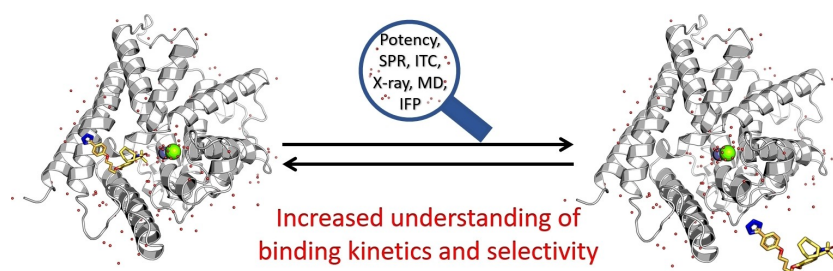 Potency,
SPR, ITC,
X-ray, MD,
IFP
Increased understanding of
binding kinetics and selectivity